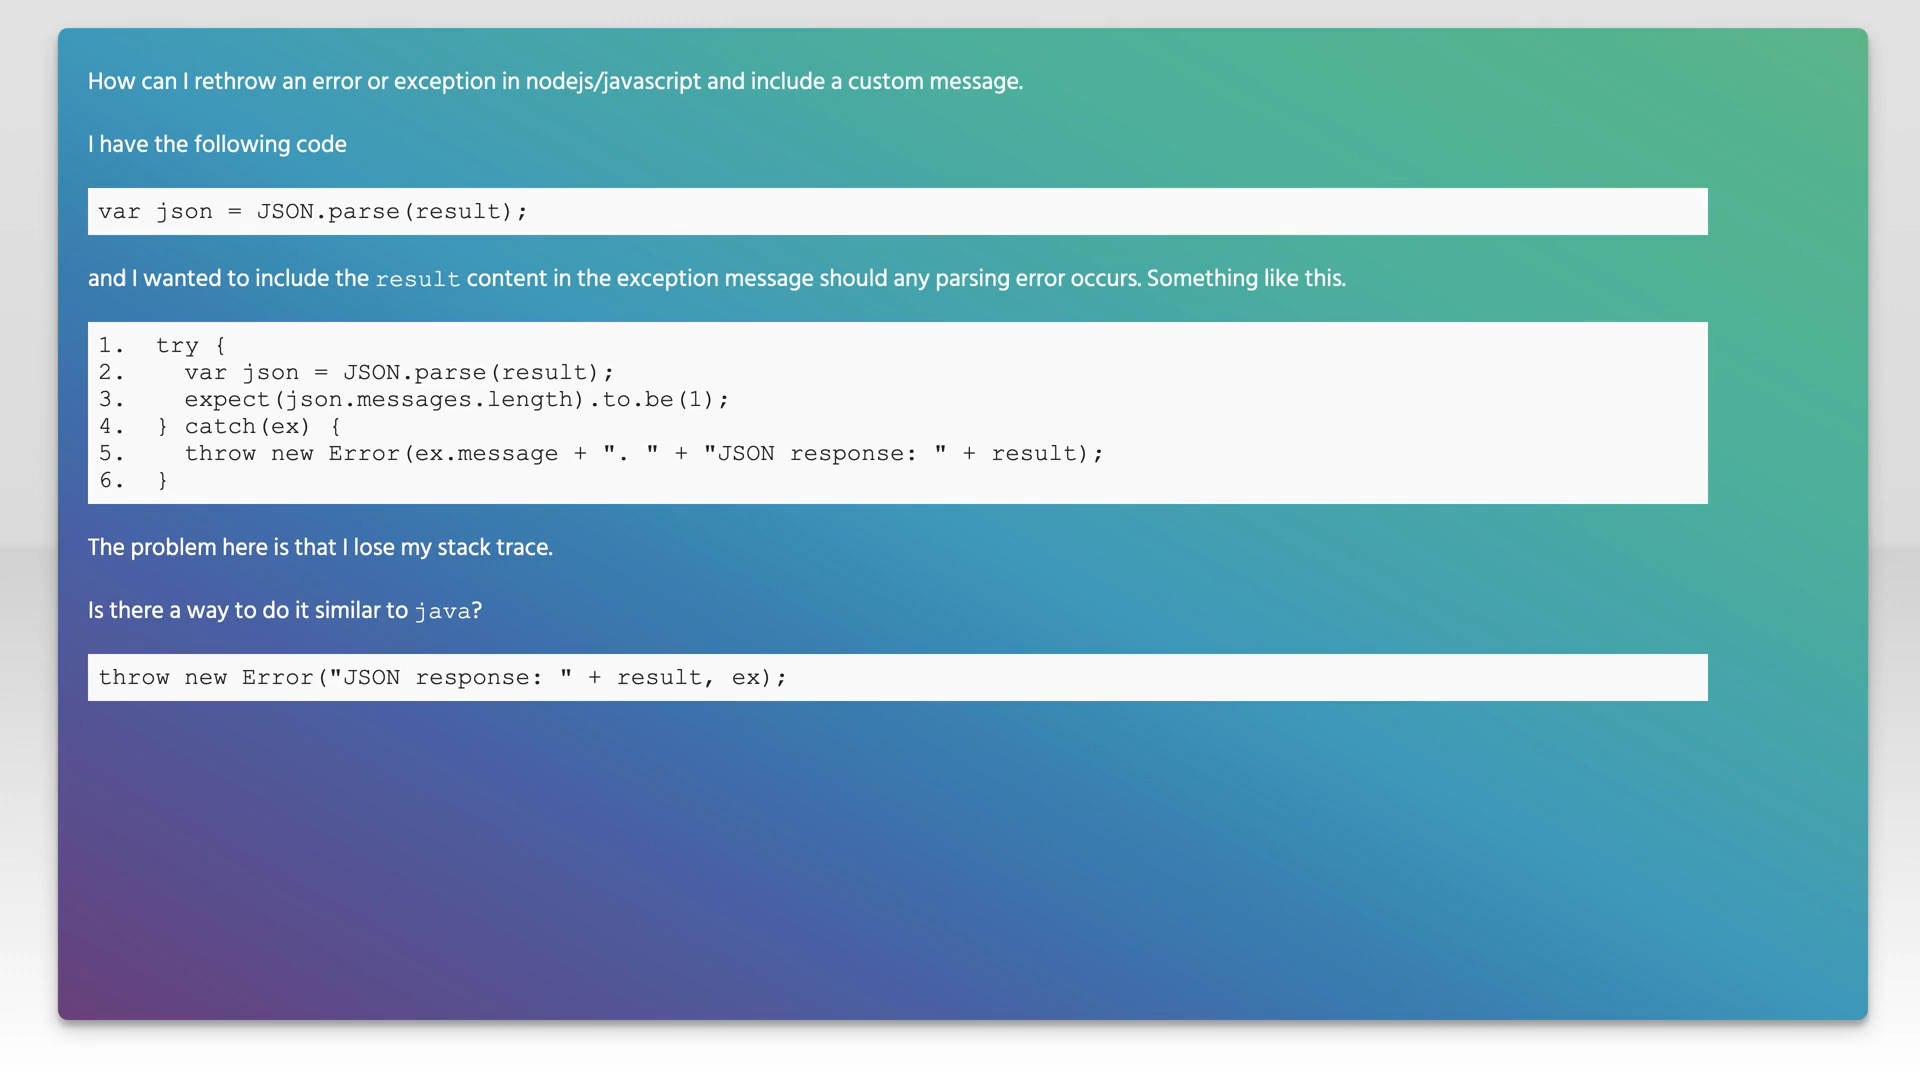 How can I rethrow an error or exception in nodejs/javascript and include a custom message.
I have the following code
var json = JSON.parse(result);
and I wanted to include the result content in the exception message should any parsing error occurs. Something like this.
1.  try {
2.    var json = JSON.parse(result);
3.    expect(json.messages.length).to.be(1);
4.  } catch(ex) {
5.    throw new Error(ex.message + ". " + "JSON response: " + result);
6.  }
The problem here is that I lose my stack trace.
Is there a way to do it similar to java?
throw new Error("JSON response: " + result, ex);